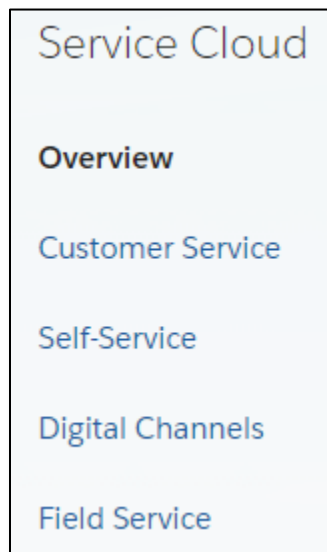 Service Cloud
Overview
Customer Service
Self-Service
Digital Channels
Field Service